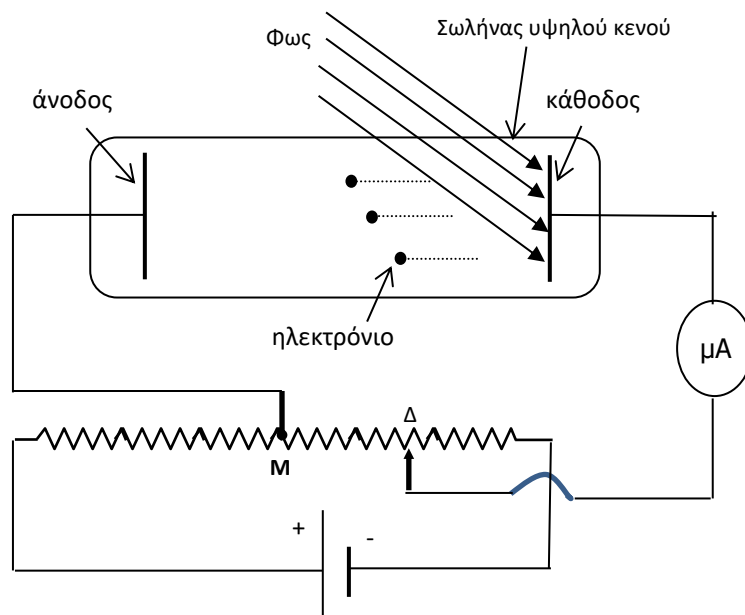 Σωλήνας υψηλού κενού
Φως
άνοδος
κάθοδος
ηλεκτρόνιο
μΑ
Δ
Μ
+ -